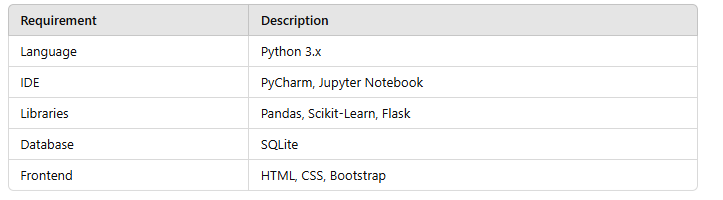 Requirement Description
Language Python 3.x
IDE PyCharm, Jupyter Notebook
Libraries Pandas, Scikit-Learn, Flask
Database SQLite
Frontend HTML, CSS, Bootstrap